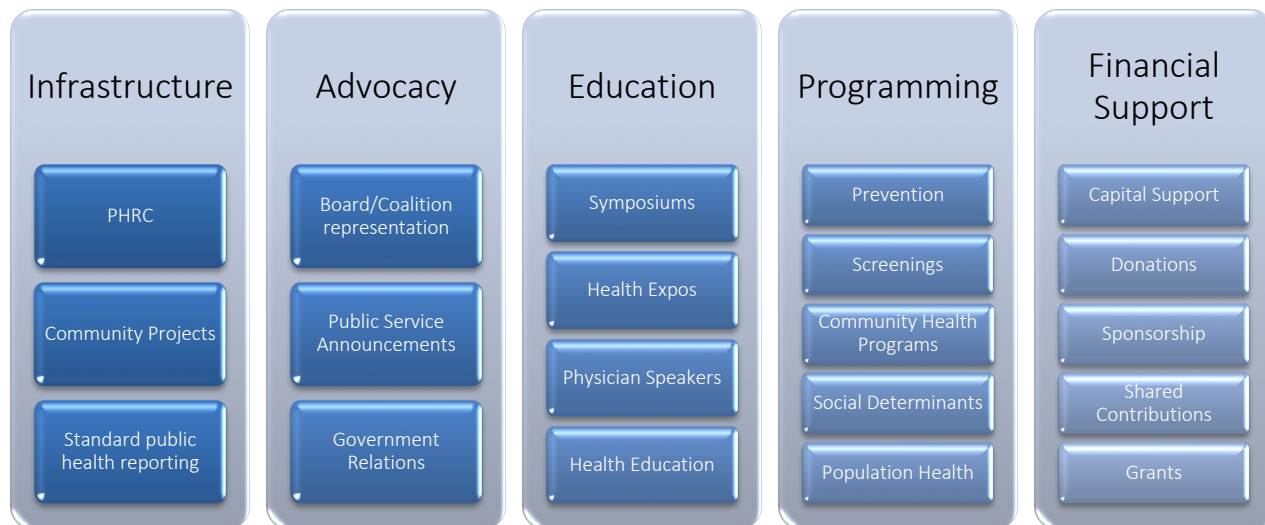 Infrastructure
PHRC
Community Projects
Standard public
health reporting
Advocacy
Board/Coalition
representation
Public Service
Announcements
Government
Relations
Education
Symposiums
Health Expos
Physician Speakers
Health Education
Programming
Prevention
Screenings
Community Health
Programs
Social Determinants
Population Health
Financial
Support
Capital Support
Donations
Sponsorship
Shared
Contributions
Grants